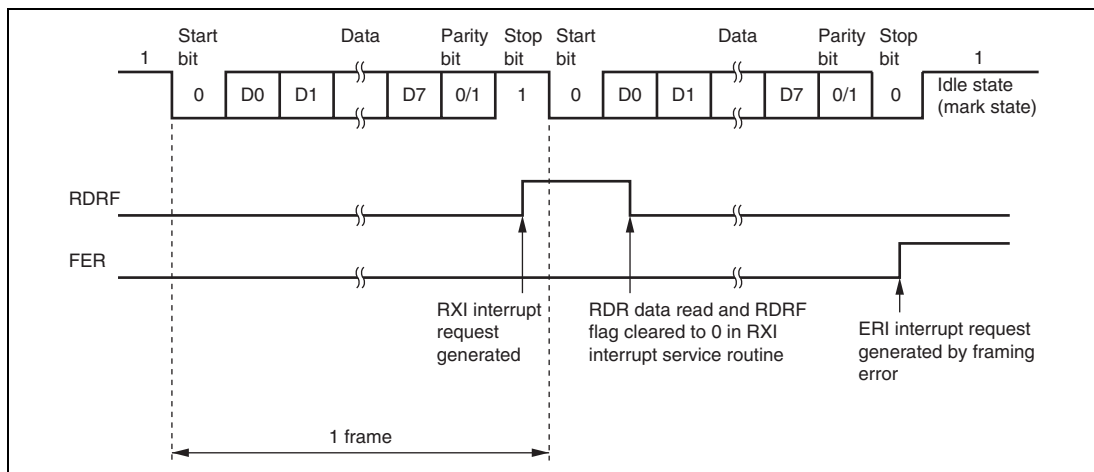 Start bit
Data
Parity bit
Stop bit
Start bit
Data
Parity bit
Stop bit
1
1
0
D0
D1
D7
0/1
1
0
D0
D1
D7
0/1
0
Idle state
(mark state)
RDRF
FER
RXI interrupt
request
generated
RDR data read and RDRF
flag cleared to 0 in RXI
interrupt service routine
ERI interrupt request
generated by framing
error
1 frame